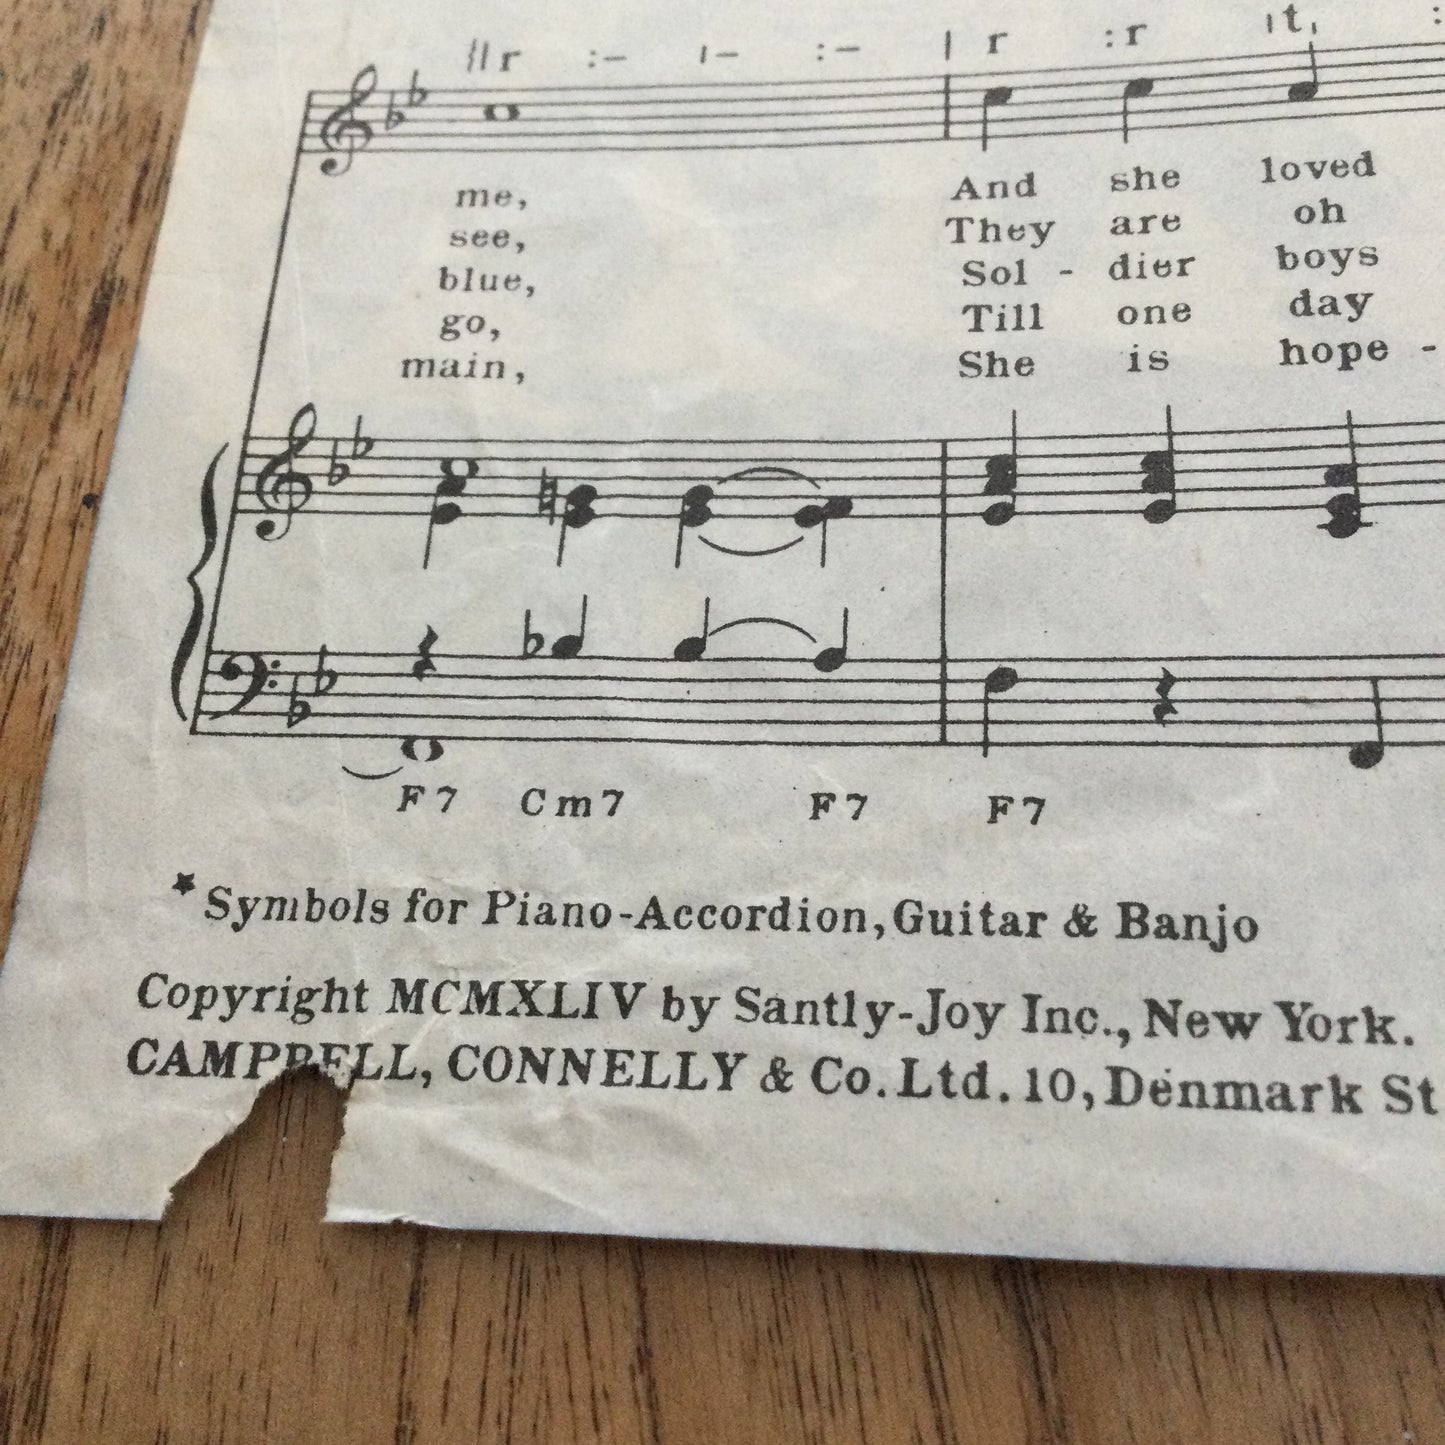 r :– – :– r :r t, :
me, And she loved
see, They are oh
blue, Sol - dier boys
go, Till one day
main, She is hope -
F7 Cm7 F7 F7
*Symbols for Piano-Accordion, Guitar & Banjo
Copyright MCMXLIV by Santly-Joy Inc., New York.
CAMPBELL, CONNELLY & Co. Ltd. 10, Denmark St